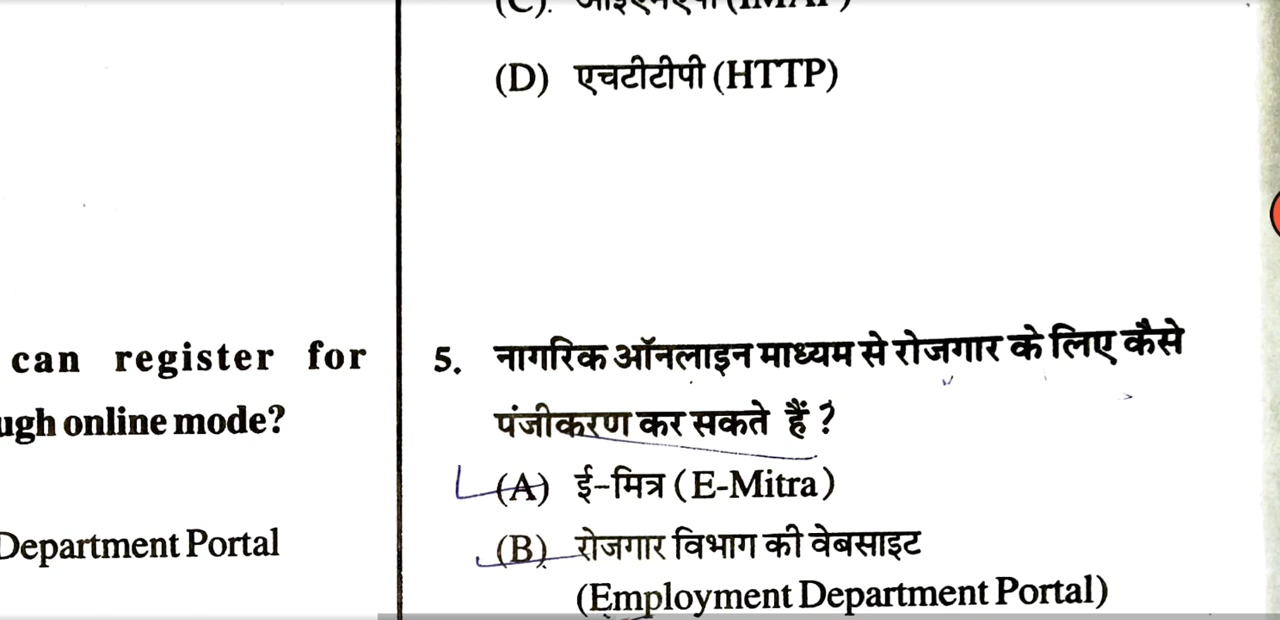 (D) एचटीटीपी (HTTP)
can register for
online mode?
Department Portal
5. नागरिक ऑनलाइन माध्यम से रोजगार के लिए कैसे
पंजीकरण कर सकते हैं ?
(A) ई-मित्र (E-Mitra)
(B) रोजगार विभाग की वेबसाइट
(Employment Department Portal)